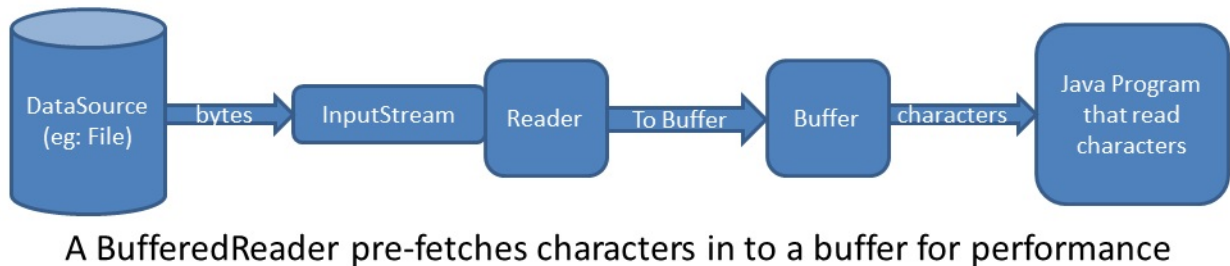 DataSource
(eg: File)
bytes
InputStream
Reader
To Buffer
Buffer
characters
Java Program
that read
characters
A BufferedReader pre-fetches characters in to a buffer for performance